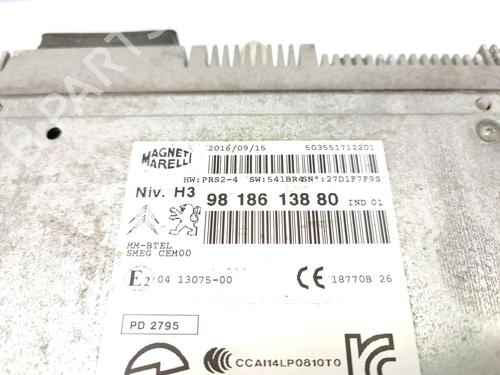 MAGNETI
MARELLI
2016/09/15 503551712201
HW:PRS2-4 SW:541BR4SN°:27D1F7F9S
Niv. H3 98 186 138 80 IND 01
MM-BTEL
SMEG CEM00
E2 04 13075-00 CE 18770B 26
PD 2795
CCAI14LP0810T0